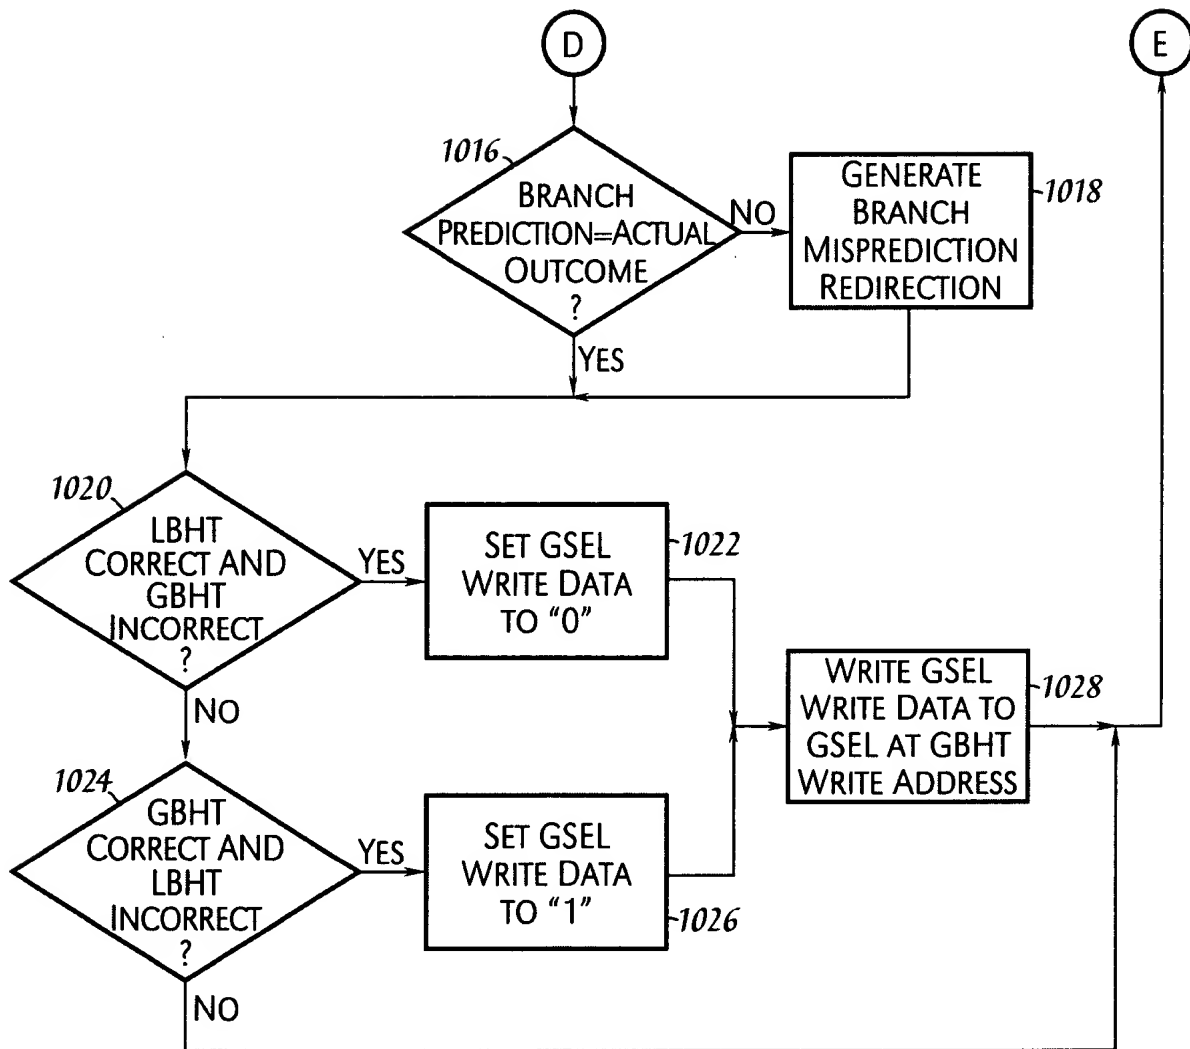 D
E
1016
BRANCH
PREDICTION=ACTUAL
OUTCOME
?
NO
GENERATE
BRANCH
MISPREDICTION
REDIRECTION
1018
YES
1020
LBHT
CORRECT AND
GBHT
INCORRECT
?
YES
SET GSEL
WRITE DATA
TO “0”
1022
NO
WRITE GSEL
WRITE DATA TO
GSEL AT GBHT
WRITE ADDRESS
1028
1024
GBHT
CORRECT AND
LBHT
INCORRECT
?
YES
SET GSEL
WRITE DATA
TO “1”
1026
NO